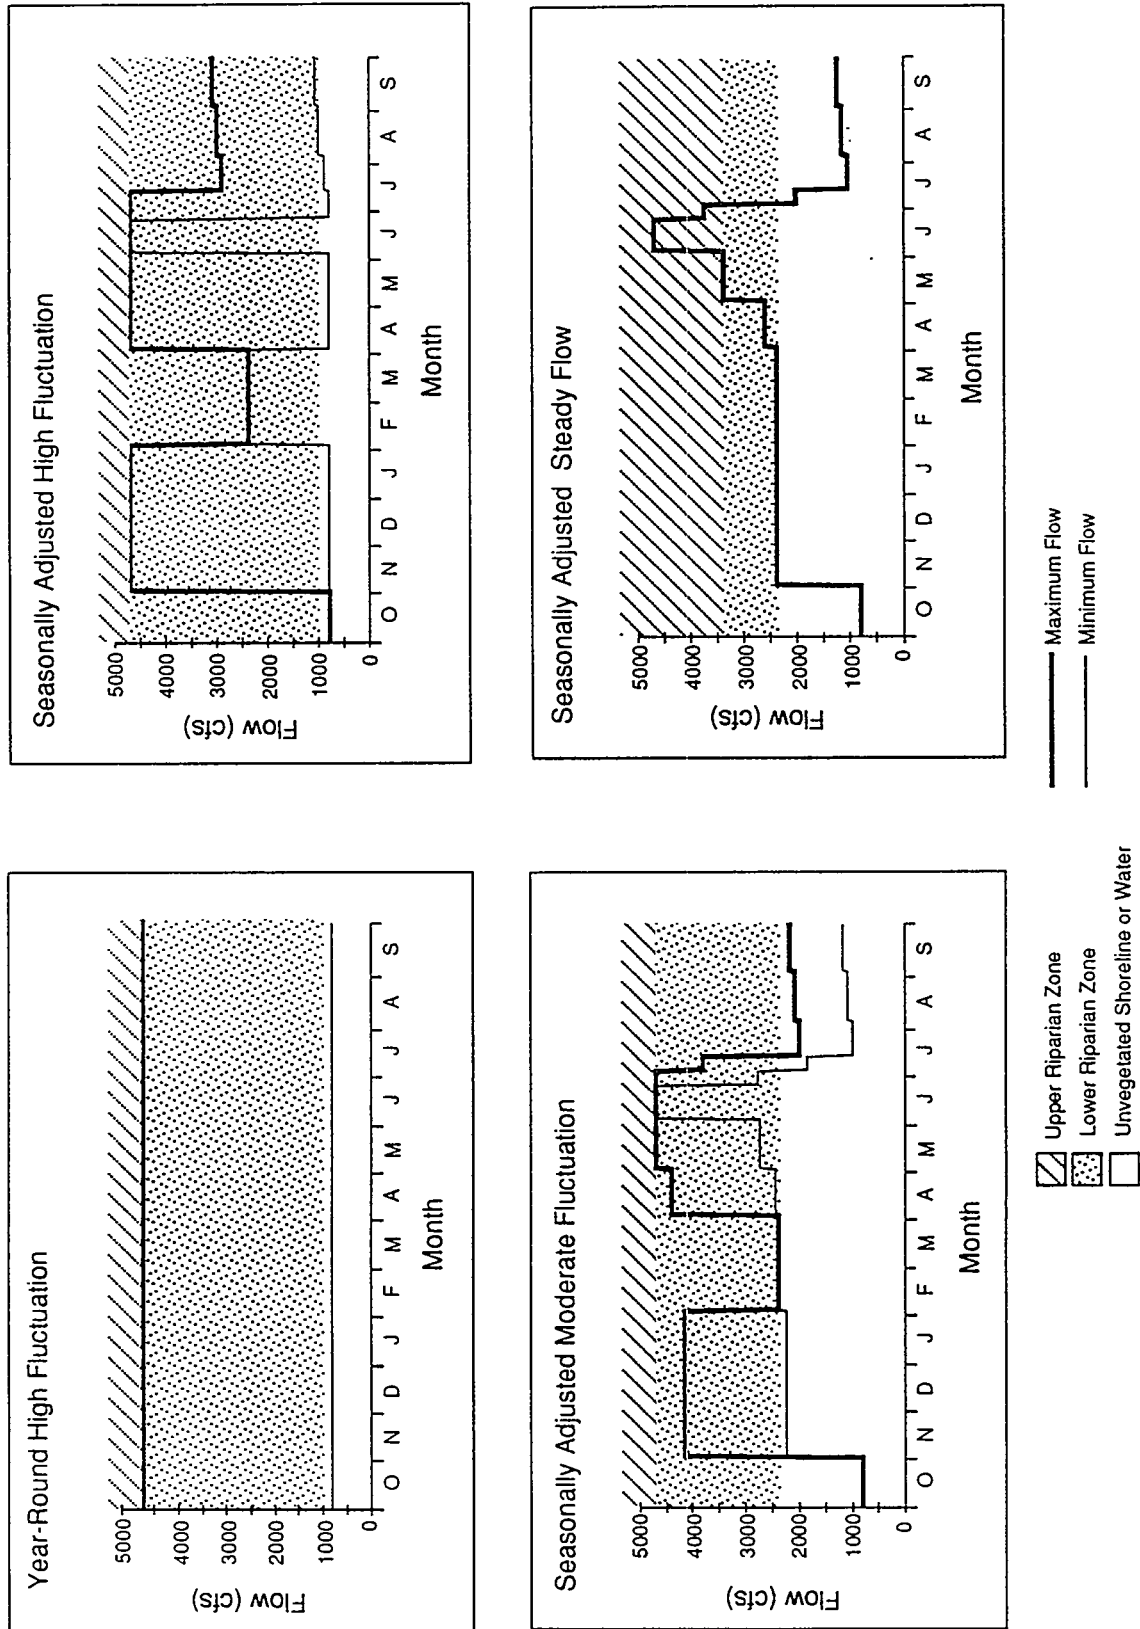 Year-Round High Fluctuation
Flow (cfs)
5000
4000
3000
2000
1000
0
O N D J F M A M J J A S
Month
Seasonally Adjusted High Fluctuation
Flow (cfs)
5000
4000
3000
2000
1000
0
O N D J F M A M J J A S
Month
Seasonally Adjusted Moderate Fluctuation
Flow (cfs)
5000
4000
3000
2000
1000
0
O N D J F M A M J J A S
Month
Seasonally Adjusted Steady Flow
Flow (cfs)
5000
4000
3000
2000
1000
0
O N D J F M A M J J A S
Month
Upper Riparian Zone
Lower Riparian Zone
Unvegetated Shoreline or Water
Maximum Flow
Minimum Flow